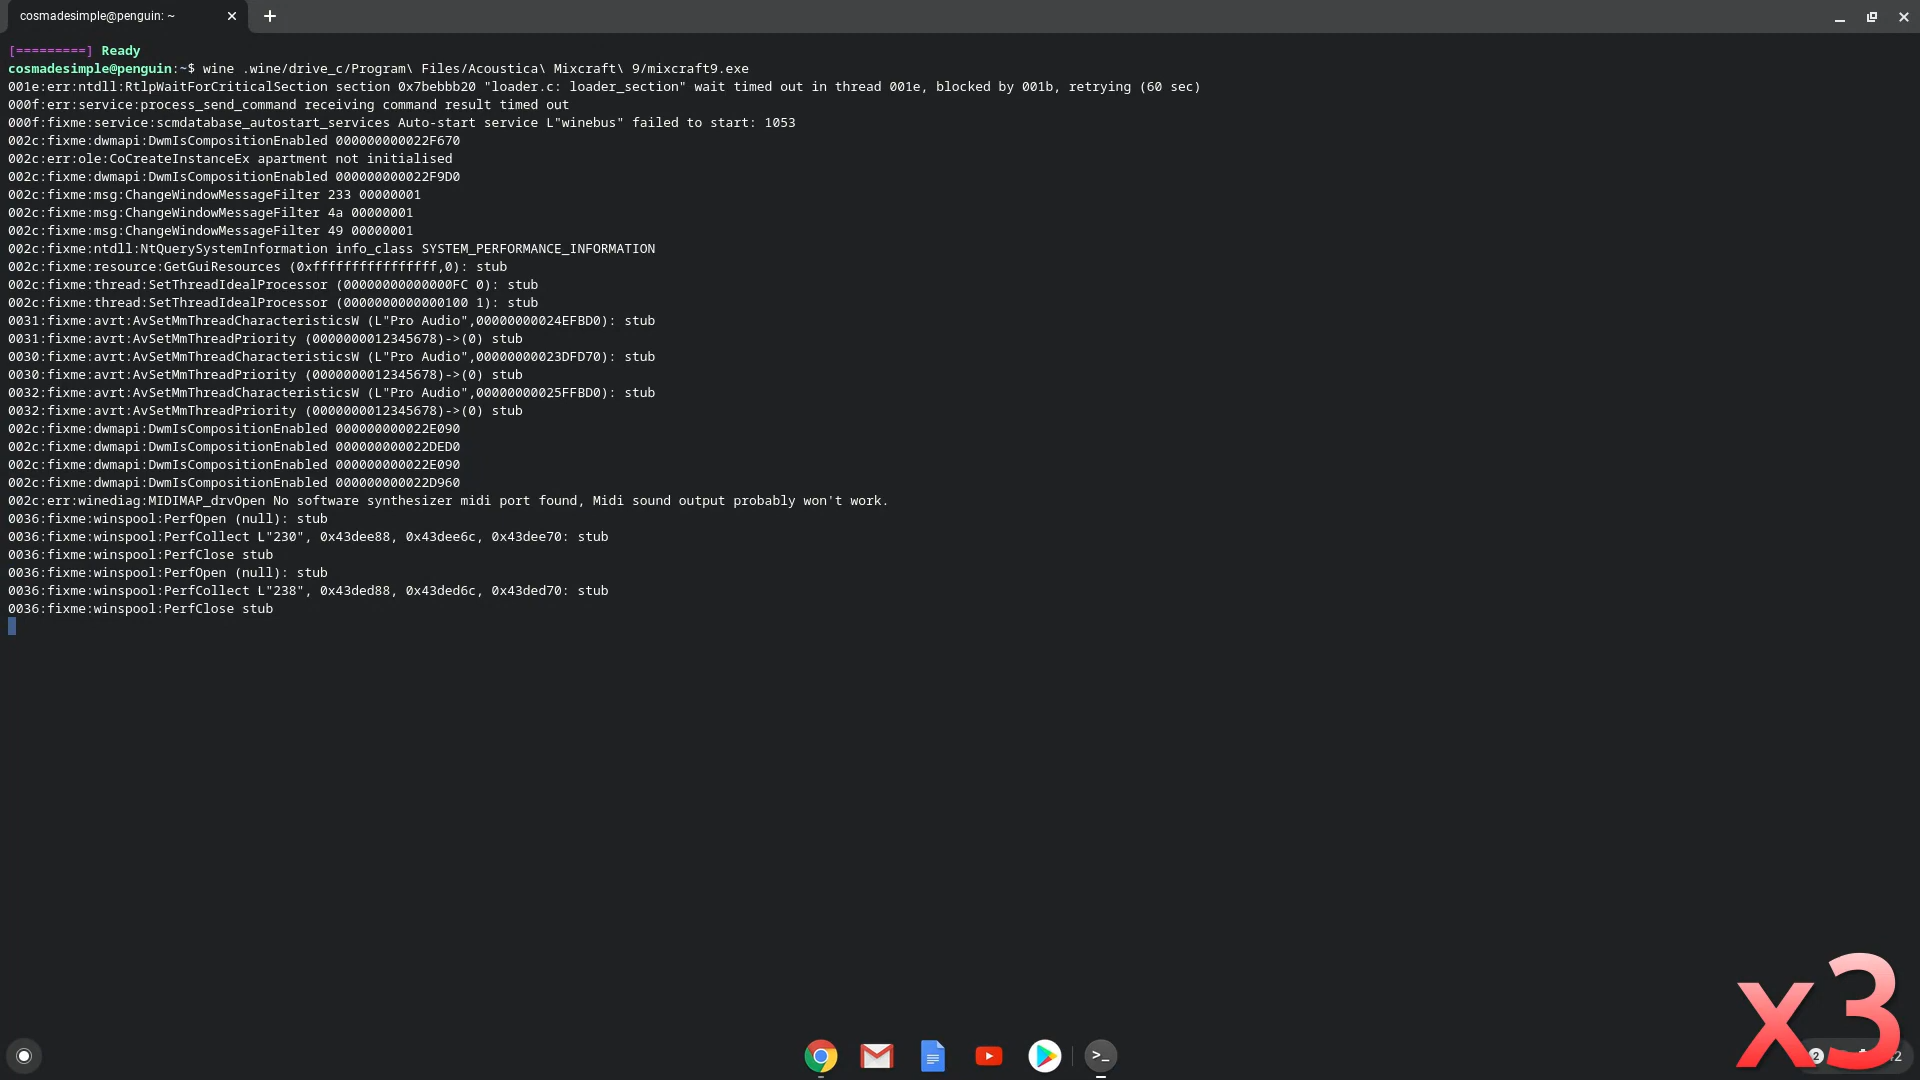 cosmadesimple@penguin: ~
[=========] Ready
cosmadesimple@penguin:~$ wine .wine/drive_c/Program\ Files/Acoustica\ Mixcraft\ 9/mixcraft9.exe
001e:err:ntdll:RtlpWaitForCriticalSection section 0x7bebbb20 "loader.c: loader_section" wait timed out in thread 001e, blocked by 001b, retrying (60 sec)
000f:err:service:process_send_command receiving command result timed out
000f:fixme:service:scmdatabase_autostart_services Auto-start service L"winebus" failed to start: 1053
002c:fixme:dwmapi:DwmIsCompositionEnabled 000000000022F670
002c:err:ole:CoCreateInstanceEx apartment not initialised
002c:fixme:dwmapi:DwmIsCompositionEnabled 000000000022F9D0
002c:fixme:msg:ChangeWindowMessageFilter 233 00000001
002c:fixme:msg:ChangeWindowMessageFilter 4a 00000001
002c:fixme:msg:ChangeWindowMessageFilter 49 00000001
002c:fixme:ntdll:NtQuerySystemInformation info_class SYSTEM_PERFORMANCE_INFORMATION
002c:fixme:resource:GetGuiResources (0xffffffffffffffff,0): stub
002c:fixme:thread:SetThreadIdealProcessor (00000000000000FC 0): stub
002c:fixme:thread:SetThreadIdealProcessor (0000000000000100 1): stub
0031:fixme:avrt:AvSetMmThreadCharacteristicsW (L"Pro Audio",00000000024EFBD0): stub
0031:fixme:avrt:AvSetMmThreadPriority (0000000012345678)->(0) stub
0030:fixme:avrt:AvSetMmThreadCharacteristicsW (L"Pro Audio",00000000023DFD70): stub
0030:fixme:avrt:AvSetMmThreadPriority (0000000012345678)->(0) stub
0032:fixme:avrt:AvSetMmThreadCharacteristicsW (L"Pro Audio",00000000025FFBD0): stub
0032:fixme:avrt:AvSetMmThreadPriority (0000000012345678)->(0) stub
002c:fixme:dwmapi:DwmIsCompositionEnabled 000000000022E090
002c:fixme:dwmapi:DwmIsCompositionEnabled 000000000022DED0
002c:fixme:dwmapi:DwmIsCompositionEnabled 000000000022E090
002c:fixme:dwmapi:DwmIsCompositionEnabled 000000000022D960
002c:err:winediag:MIDIMAP_drvOpen No software synthesizer midi port found, Midi sound output probably won't work.
0036:fixme:winspool:PerfOpen (null): stub
0036:fixme:winspool:PerfCollect L"230", 0x43dee88, 0x43dee6c, 0x43dee70: stub
0036:fixme:winspool:PerfClose stub
0036:fixme:winspool:PerfOpen (null): stub
0036:fixme:winspool:PerfCollect L"238", 0x43ded88, 0x43ded6c, 0x43ded70: stub
0036:fixme:winspool:PerfClose stub
x3
2